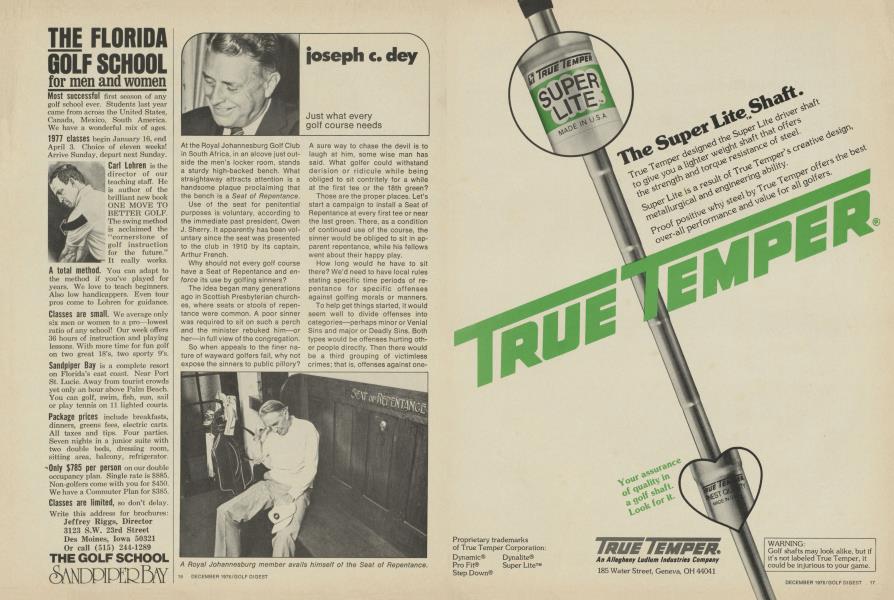 THE FLORIDA
GOLF SCHOOL
for men and women
Most successful first season of any
golf school ever. Students last year
came from across the United States,
Canada, Mexico, South America.
We have a wonderful mix of ages.
1977 classes begin January 16, end
April 3. Choice of eleven weeks!
Arrive Sunday, depart next Sunday.
Carl Lohren is the
director of our
teaching staff. He
is author of the
brilliant new book
ONE MOVE TO
BETTER GOLF.
The swing method
is acclaimed the
"cornerstone of
golf instruction
for the future."
It really works.
A total method. You can adapt to
the method if you've played for
years. We love to teach beginners.
Also low handicappers. Even tour
pros come to Lohren for guidance.
Classes are small. We average only
six men or women to a pro—lowest
ratio of any school! Our week offers
36 hours of instruction and playing
lessons. With more time for fun golf
on two great 18's, two sporty 9's.
Sandpiper Bay is a complete resort
on Florida's east coast. Near Port
St. Lucie. Away from tourist crowds
yet only an hour above Palm Beach.
You can golf, swim, fish, sun, sail
or play tennis on 11 lighted courts.
Package prices include breakfasts,
dinners, greens fees, electric carts.
All taxes and tips. Four parties.
Seven nights in a junior suite with
two double beds, dressing room,
sitting area, balcony, refrigerator.
Only $785 per person on our double
occupancy plan. Single rate is $885.
Non-golfers come with you for $450.
We have a Commuter Plan for $385.
Classes are limited, so don't delay.
Write this address for brochures:
Jeffrey Riggs, Director
3123 S.W. 23rd Street
Des Moines, Iowa 50321
Or call (515) 244-1289
THE GOLF SCHOOL
SANDPIPER BAY
joseph c. dey
Just what every
golf course needs
At the Royal Johannesburg Golf Club
in South Africa, in an alcove just out-
side the men's locker room, stands
a sturdy high-backed bench. What
straightaway attracts attention is a
handsome plaque proclaiming that
the bench is a Seat of Repentance.
Use of the seat for penitential
purposes is voluntary, according to
the immediate past president, Owen
J. Sherry. It apparently has been vol-
untary since the seat was presented
to the club in 1910 by its captain,
Arthur French.
Why should not every golf course
have a Seat of Repentance and en-
force its use by golfing sinners?
The idea began many generations
ago in Scottish Presbyterian church-
es, where seats or stools of repen-
tance were common. A poor sinner
was required to sit on such a perch
and the minister rebuked him—or
her—in full view of the congregation.
So when appeals to the finer na-
ture of wayward golfers fail, why not
expose the sinners to public pillory?
A sure way to chase the devil is to
laugh at him, some wise man has
said. What golfer could withstand
derision or ridicule while being
obliged to sit contritely for a while
at the first tee or the 18th green?
Those are the proper places. Let's
start a campaign to install a Seat of
Repentance at every first tee or near
the last green. There, as a condition
of continued use of the course, the
sinner would be obliged to sit in ap-
parent repentance, while his fellows
went about their happy play.
How long would he have to sit
there? We'd need to have local rules
stating specific time periods of re-
pentance for specific offenses
against golfing morals or manners.
To help get things started, it would
seem well to divide offenses into
categories—perhaps minor or Venial
Sins and major or Deadly Sins. Both
types would be offenses hurting oth-
er people directly. Then there would
be a third grouping of victimless
crimes; that is, offenses against one-
SEAT OF REPENTANCE
A Royal Johannesburg member avails himself of the Seat of Repentance.
16 DECEMBER 1976/GOLF DIGEST
TRUE TEMPER
SUPER
LITE
MADE IN U.S.A
The Super Lite™ Shaft.
True Temper designed the Super Lite driver shaft
to give you a lighter weight shaft that offers
the strength and torque resistance of steel.
Super Lite is a result of True Temper's creative design,
metallurgical and engineering ability.
Proof positive why steel by True Temper offers the best
over-all performance and value for all golfers.
TRUE TEMPER®
Your assurance
of quality in
a golf shaft.
Look for it.
TRUE TEMPER
Proprietary trademarks
of True Temper Corporation:
Dynamic® Dynalite®
Pro Fit® Super Lite™
Step Down®
TRUE TEMPER®
An Allegheny Ludlum Industries Company
185 Water Street, Geneva, OH 44041
WARNING:
Golf shafts may look alike, but if
it's not labeled True Temper, it
could be injurious to your game.
DECEMBER 1976/GOLF DIGEST 17